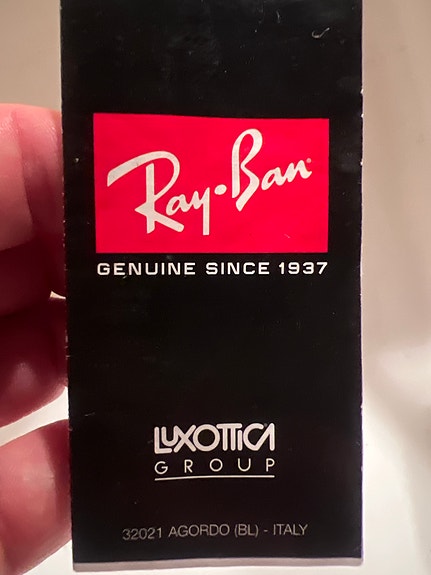 Ray-Ban
GENUINE SINCE 1937
LUXOTTICA
GROUP
32021 AGORDO (BL) - ITALY